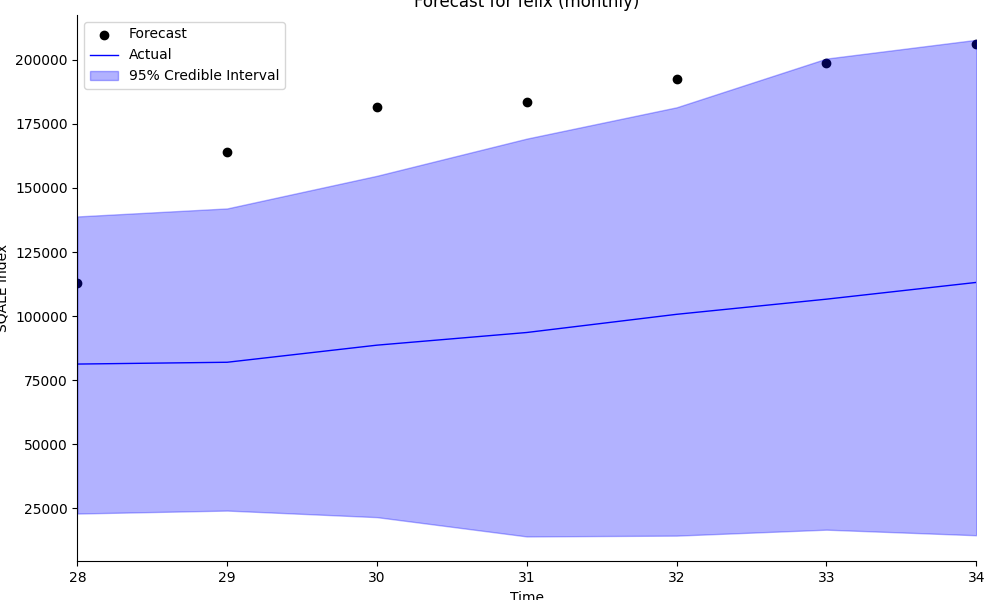 Forecast for felix (monthly)
Forecast
Actual
95% Credible Interval
200000
175000
150000
125000
100000
75000
50000
25000
SQALE Index
28
29
30
31
32
33
34
Time